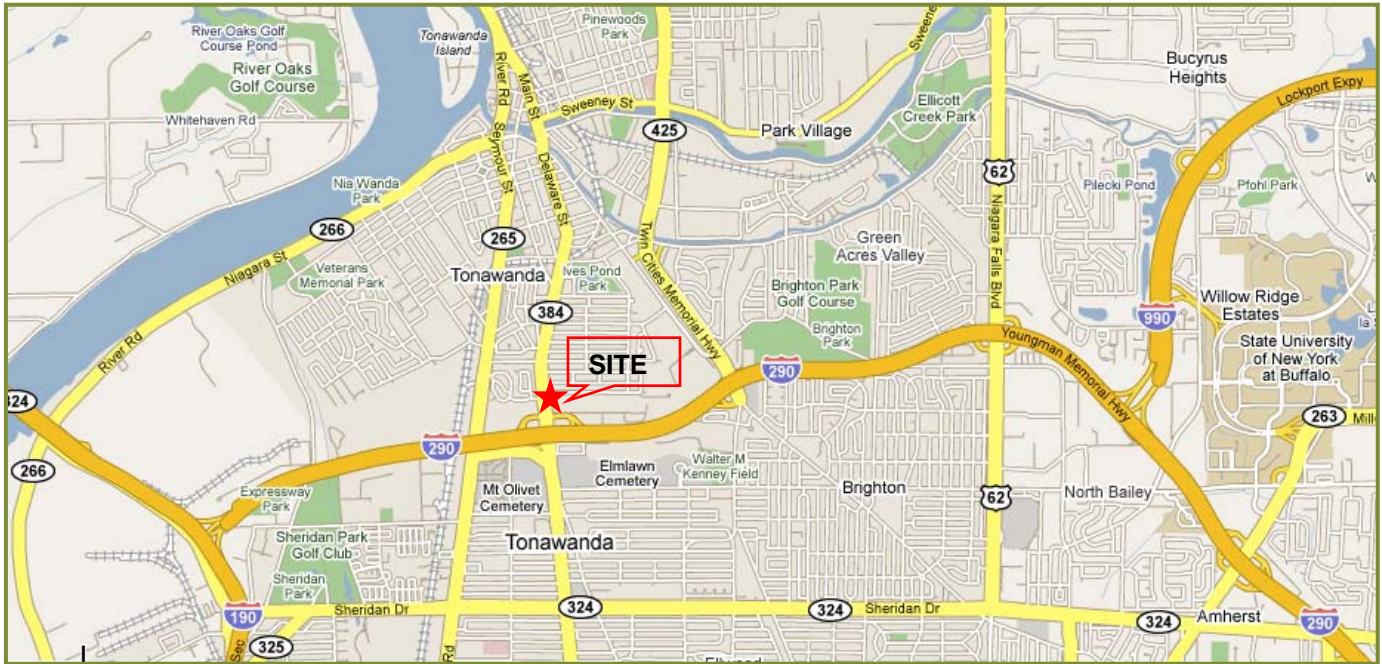 River Oaks Golf
Course Pond
River Oaks
Golf Course
Whitehaven Rd
Tonawanda
Island
Pinewoods
Park
Sweene
River Rd
Main St
Sweeney St
425
Park Village
Ellicott
Creek Park
Bucyrus
Heights
Lockport Expy
62
Pilecki Pond
Pfohl Park
W
Nia Wanda
Park
Seymour St
Delaware St
266
Niagara St
265
Veterans
Memorial Park
Tonawanda
Ives Pond
Park
Twin Cities Memorial Hwy
Green
Acres Valley
Niagara Falls Blvd
Brighton Park
Golf Course
Brighton
Park
384
990
Willow Ridge
Estates
State University
of New York
at Buffalo
L
la S
River Rd
SITE
290
Youngman Memorial Hwy
324
263
Mill
290
266
Expressway
Park
Mt Olivet
Cemetery
Elmlawn
Cemetery
Walter M
Kenney Field
Brighton
62
North Bailey
Sheridan Park
Golf Club
Tonawanda
Sheridan
Park
190
Sheridan Dr
324
324
Sheridan Dr
324
Amherst
290
325
Sec
Rd